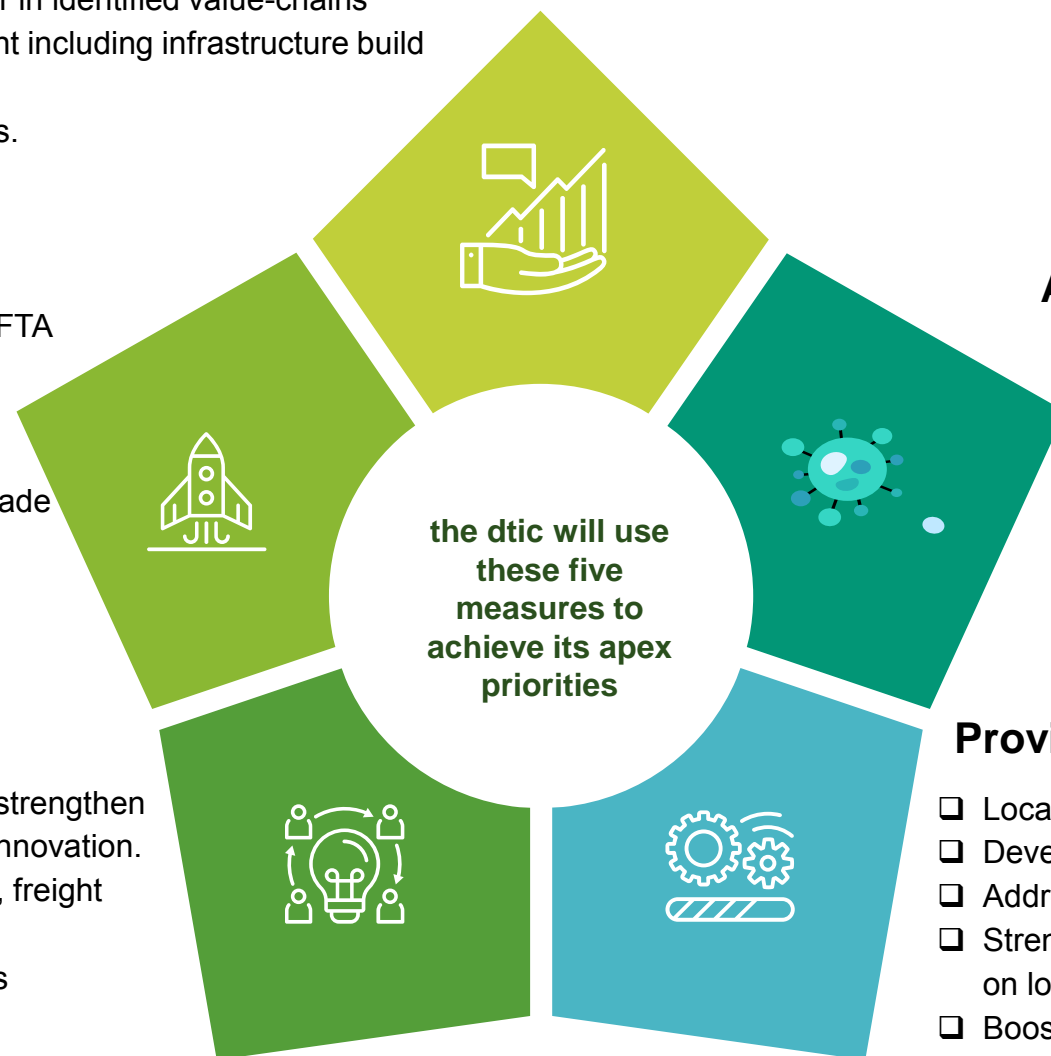 in identified value-chains
including infrastructure build
s.
FTA
ade
strengthen
nnovation.
, freight
s
the dtic will use
these five
measures to
achieve its apex
priorities
A
Provi
❑ Loca
❑ Deve
❑ Addr
❑ Stren
on lo
❑ Boos